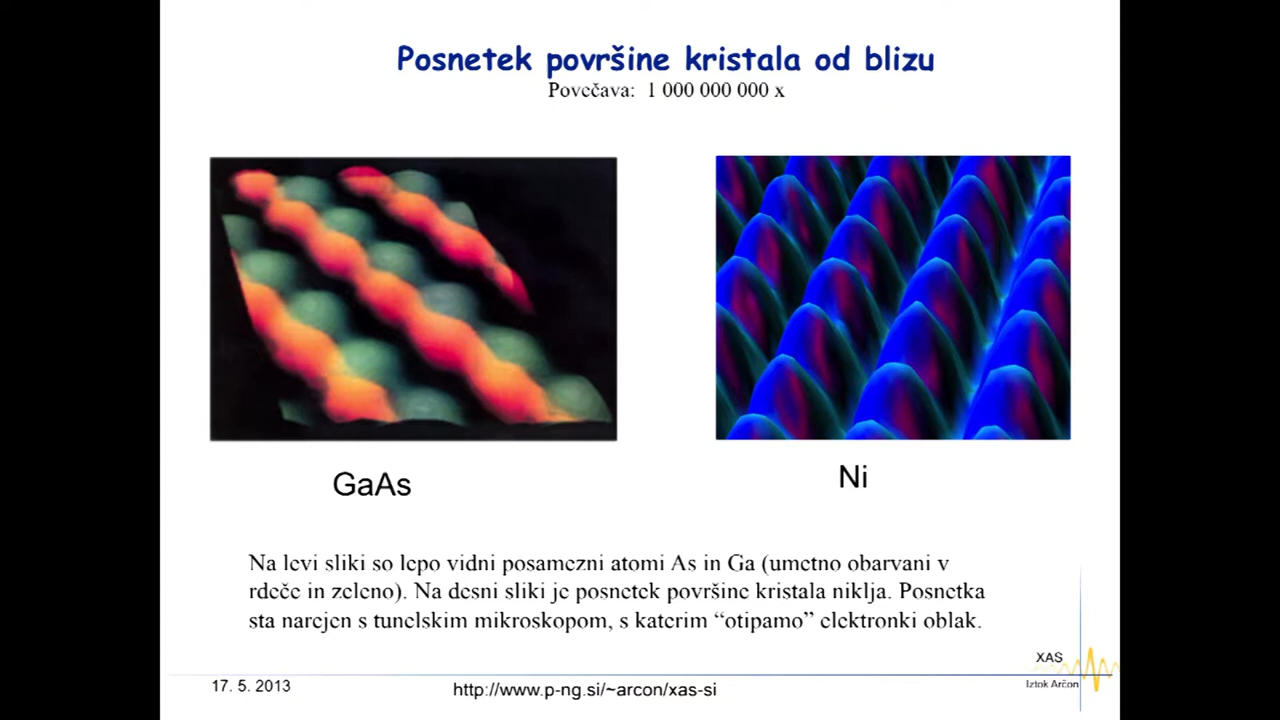 Posnetek površine kristala od blizu
Povečava: 1 000 000 000 x
GaAs
Ni
Na levi sliki so lepo vidni posamezni atomi As in Ga (umetno obarvani v
rdeče in zeleno). Na desni sliki je posnetek površine kristala niklja. Posnetka
sta narejen s tunelskim mikroskopom, s katerim “otipamo” elektronki oblak.
XAS
Iztok Arčon
17. 5. 2013
http://www.p-ng.si/~arcon/xas-si